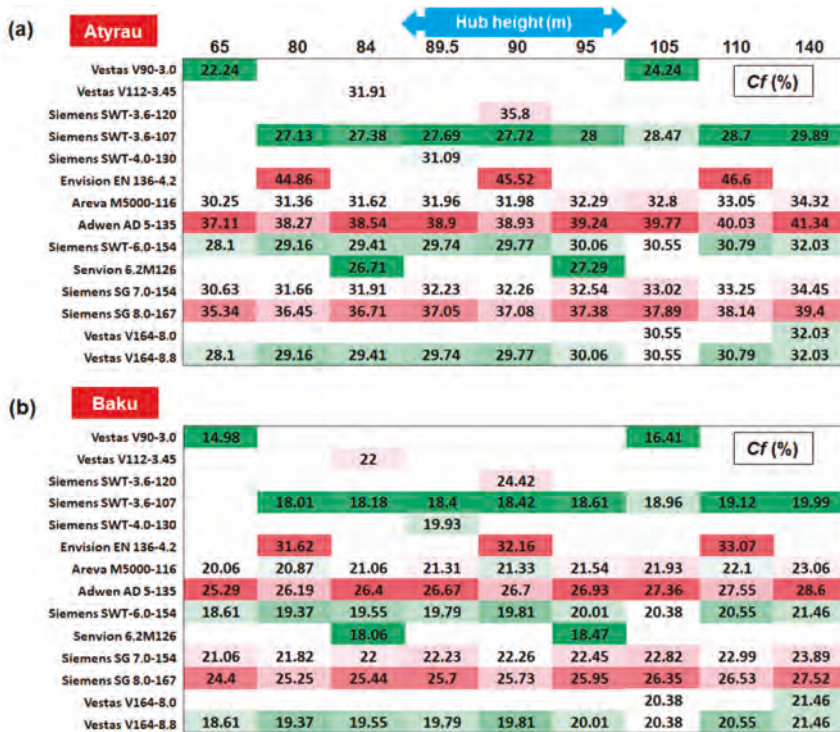 Hub height (m)
(a) Atyrau
65 80 84 89.5 90 95 105 110 140
Vestas V90-3.0 22.24 24.24
Cf (%)
Vestas V112-3.45 31.91
Siemens SWT-3.6-120 35.8
Siemens SWT-3.6-107 27.13 27.38 27.69 27.72 28 28.47 28.7 29.89
Siemens SWT-4.0-130 31.09
Envision EN 136-4.2 44.86 45.52 46.6
Areva M5000-116 30.25 31.36 31.62 31.96 31.98 32.29 32.8 33.05 34.32
Adwen AD 5-135 37.11 38.27 38.54 38.9 38.93 39.24 39.77 40.03 41.34
Siemens SWT-6.0-154 28.1 29.16 29.41 29.74 29.77 30.06 30.55 30.79 32.03
Senvion 6.2M126 26.71 27.29
Siemens SG 7.0-154 30.63 31.66 31.91 32.23 32.26 32.54 33.02 33.25 34.45
Siemens SG 8.0-167 35.34 36.45 36.71 37.05 37.08 37.38 37.89 38.14 39.4
Vestas V164-8.0 30.55 32.03
Vestas V164-8.8 28.1 29.16 29.41 29.74 29.77 30.06 30.55 30.79 32.03
(b) Baku
Vestas V90-3.0 14.98 16.41
Cf (%)
Vestas V112-3.45 22
Siemens SWT-3.6-120 24.42
Siemens SWT-3.6-107 18.01 18.18 18.4 18.42 18.61 18.96 19.12 19.99
Siemens SWT-4.0-130 19.93
Envision EN 136-4.2 31.62 32.16 33.07
Areva M5000-116 20.06 20.87 21.06 21.31 21.33 21.54 21.93 22.1 23.06
Adwen AD 5-135 25.29 26.19 26.4 26.67 26.7 26.93 27.36 27.55 28.6
Siemens SWT-6.0-154 18.61 19.37 19.55 19.79 19.81 20.01 20.38 20.55 21.46
Senvion 6.2M126 18.06 18.47
Siemens SG 7.0-154 21.06 21.82 22 22.23 22.26 22.45 22.82 22.99 23.89
Siemens SG 8.0-167 24.4 25.25 25.44 25.7 25.73 25.95 26.35 26.53 27.52
Vestas V164-8.0 20.38 21.46
Vestas V164-8.8 18.61 19.37 19.55 19.79 19.81 20.01 20.38 20.55 21.46